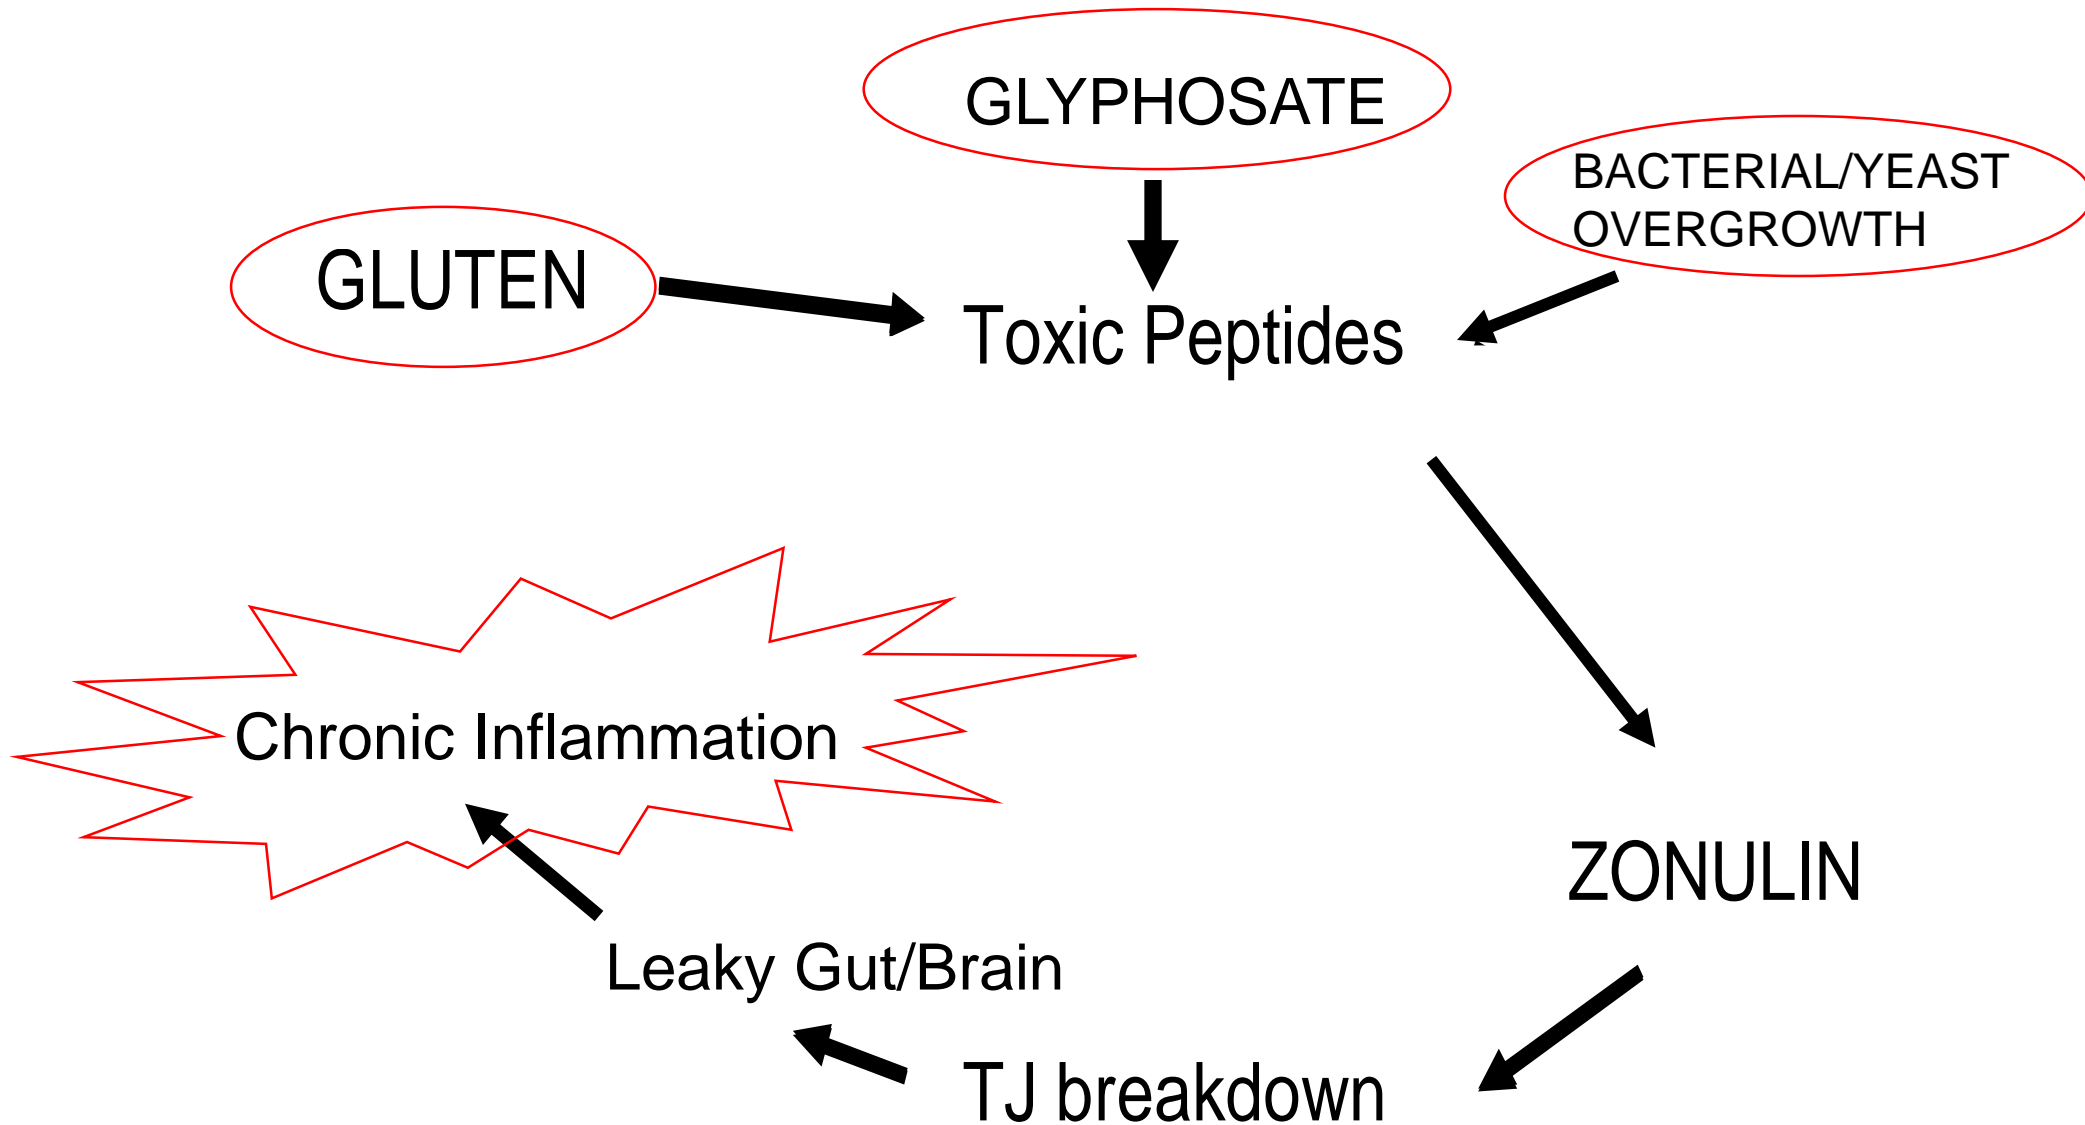 GLYPHOSATE
BACTERIAL/YEAST
OVERGROWTH
GLUTEN
Toxic Peptides
Chronic Inflammation
ZONULIN
Leaky Gut/Brain
TJ breakdown